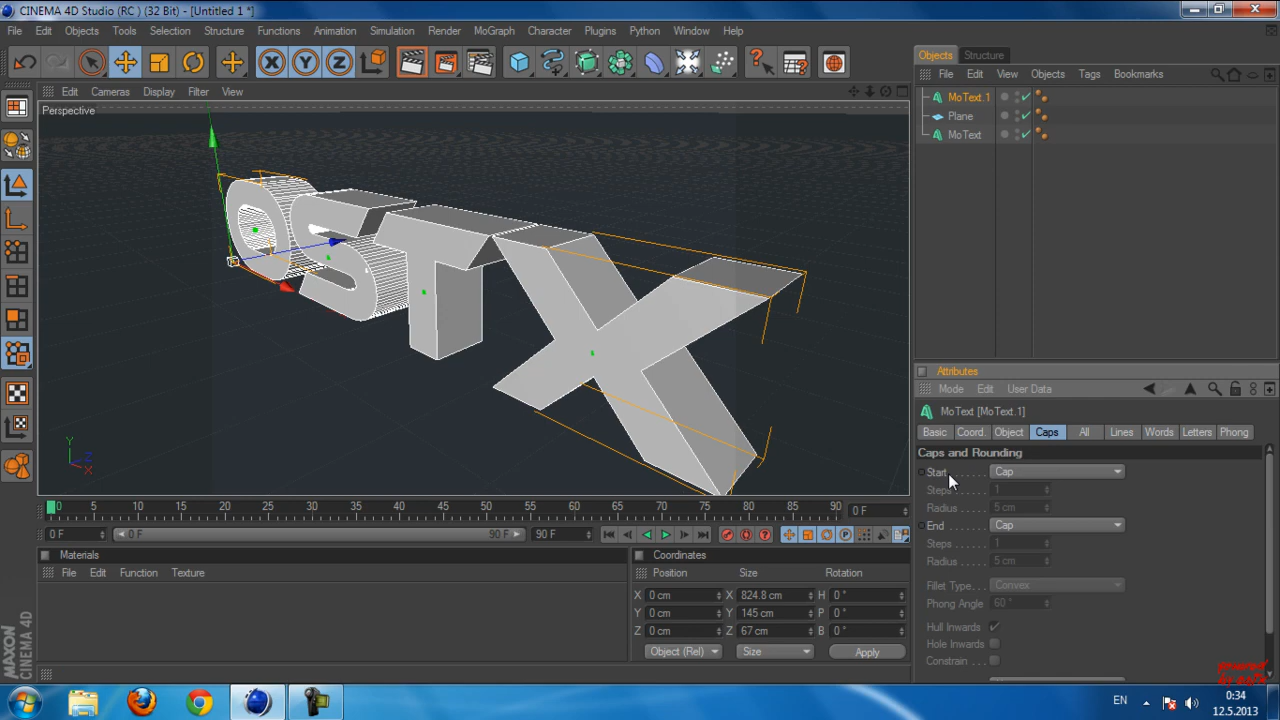 CINEMA 4D Studio (RC ) (32 Bit) - [Untitled 1 *]
File Edit Objects Tools Selection Structure Functions Animation Simulation Render MoGraph Character Plugins Python Window Help
X Y Z
Objects Structure
File Edit View Objects Tags Bookmarks
Edit Cameras Display Filter View
Perspective
MoText.1
Plane
MoText
STX
Y
Z
X
Attributes
Mode Edit User Data
MoText [MoText.1]
Basic Coord. Object Caps All Lines Words Letters Phong
Caps and Rounding
Start Cap
Steps 1
Radius 5 cm
End Cap
Steps 1
Radius 5 cm
Fillet Type Convex
Phong Angle 60 °
Hull Inwards
Hole Inwards
Constrain
0 5 10 15 20 25 30 35 40 45 50 55 60 65 70 75 80 85 90 0 F
0 F 0 F 90 F 90 F
Materials
File Edit Function Texture
Coordinates
Position Size Rotation
X 0 cm X 824.8 cm H 0 °
Y 0 cm Y 145 cm P 0 °
Z 0 cm Z 67 cm B 0 °
Object (Rel) Size Apply
MAXON
CINEMA 4D
powered
EN
0:34
12.5.2013